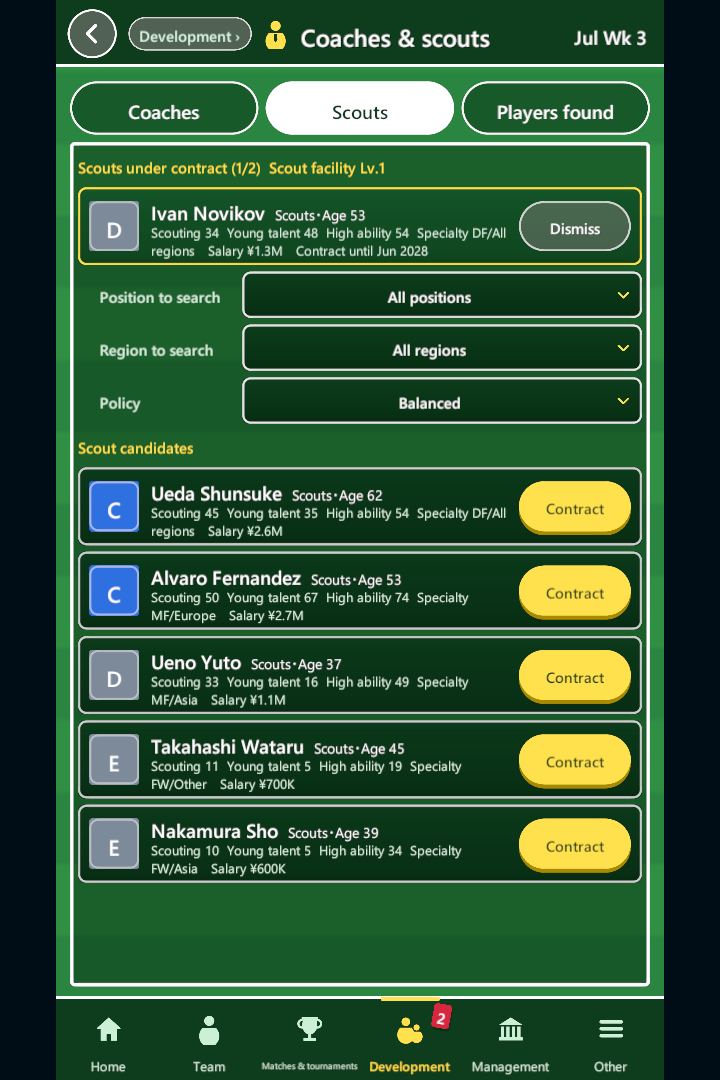 Development ›
Coaches & scouts
Jul Wk 3
Coaches
Scouts
Players found
Scouts under contract (1/2) Scout facility Lv.1
D
Ivan Novikov Scouts・Age 53
Scouting 34 Young talent 48 High ability 54 Specialty DF/All
regions Salary ¥1.3M Contract until Jun 2028
Dismiss
Position to search
All positions
Region to search
All regions
Policy
Balanced
Scout candidates
C
Ueda Shunsuke Scouts・Age 62
Scouting 45 Young talent 35 High ability 54 Specialty DF/All
regions Salary ¥2.6M
Contract
C
Alvaro Fernandez Scouts・Age 53
Scouting 50 Young talent 67 High ability 74 Specialty
MF/Europe Salary ¥2.7M
Contract
D
Ueno Yuto Scouts・Age 37
Scouting 33 Young talent 16 High ability 49 Specialty
MF/Asia Salary ¥1.1M
Contract
E
Takahashi Wataru Scouts・Age 45
Scouting 11 Young talent 5 High ability 19 Specialty
FW/Other Salary ¥700K
Contract
E
Nakamura Sho Scouts・Age 39
Scouting 10 Young talent 5 High ability 34 Specialty
FW/Asia Salary ¥600K
Contract
2
Home
Team
Matches & tournaments
Development
Management
Other